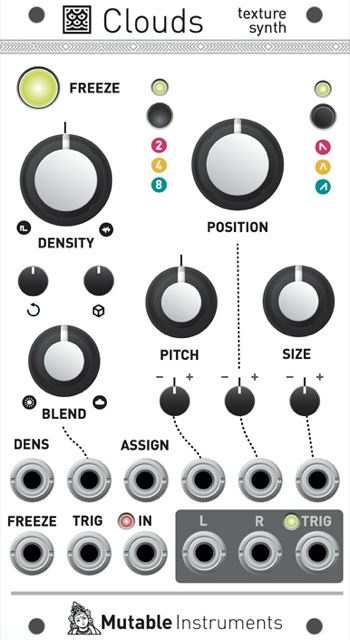 Clouds
texture
synth
FREEZE
2
4
8
POSITION
DENSITY
PITCH
SIZE
- +
- +
- +
BLEND
DENS
ASSIGN
FREEZE TRIG IN L R TRIG
Mutable Instruments